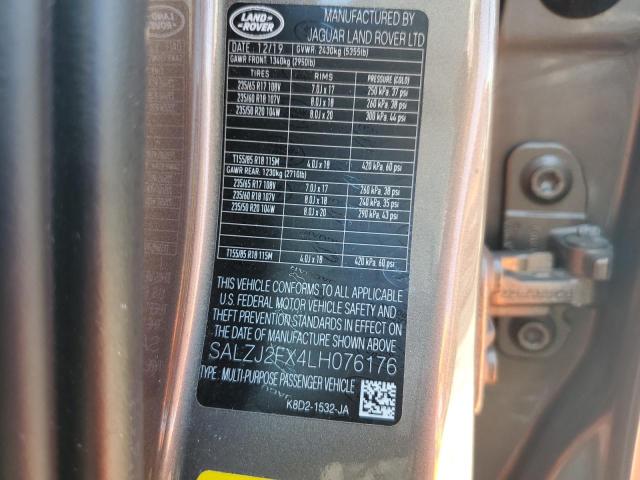 LAND ROVER
MANUFACTURED BY
JAGUAR LAND ROVER LTD
DATE 12/19 GVWR: 2430kg (5255lb)
GAWR FRONT: 1340kg (2950lb)
TIRES RIMS PRESSURE (COLD)
235/65 R17 108V 7.0J x 17 250 kPa, 37 psi
235/60 R18 107V 8.0J x 18 260 kPa, 38 psi
235/50 R20 104W 8.0J x 20 300 kPa, 44 psi
T155/85 R18 115M 4.0J x 18 420 kPa, 60 psi
GAWR REAR: 1230kg (2710lb)
235/65 R17 108V 7.0J x 17 260 kPa, 38 psi
235/60 R18 107V 8.0J x 18 240 kPa, 35 psi
235/50 R20 104W 8.0J x 20 290 kPa, 43 psi
T155/85 R18 115M 4.0J x 18 420 kPa, 60 psi
THIS VEHICLE CONFORMS TO ALL APPLICABLE
U.S. FEDERAL MOTOR VEHICLE SAFETY AND
THEFT PREVENTION STANDARDS IN EFFECT ON
THE DATE OF MANUFACTURE SHOWN ABOVE.
SALZJ2FX4LH076176
TYPE: MULTI-PURPOSE PASSENGER VEHICLE
K8D2-1532-JA